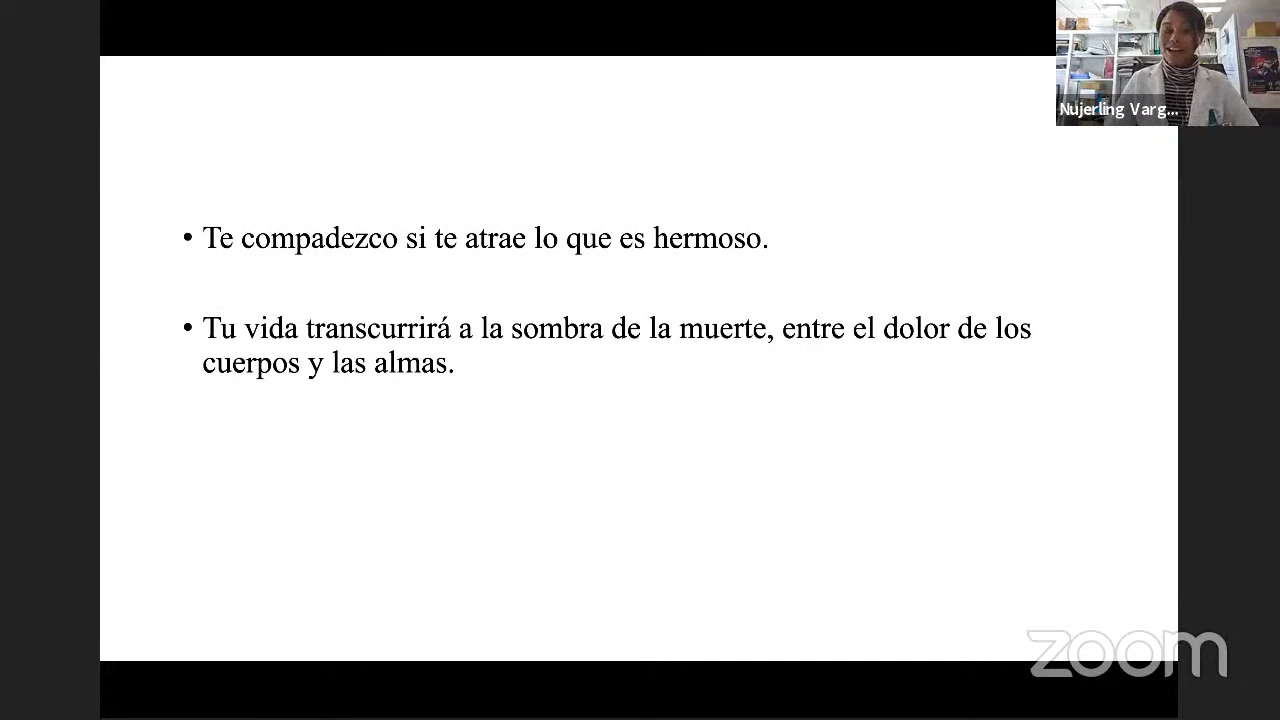 Nujerling Varg...
• Te compadezco si te atrae lo que es hermoso.
• Tu vida transcurrirá a la sombra de la muerte, entre el dolor de los
cuerpos y las almas.
zoom